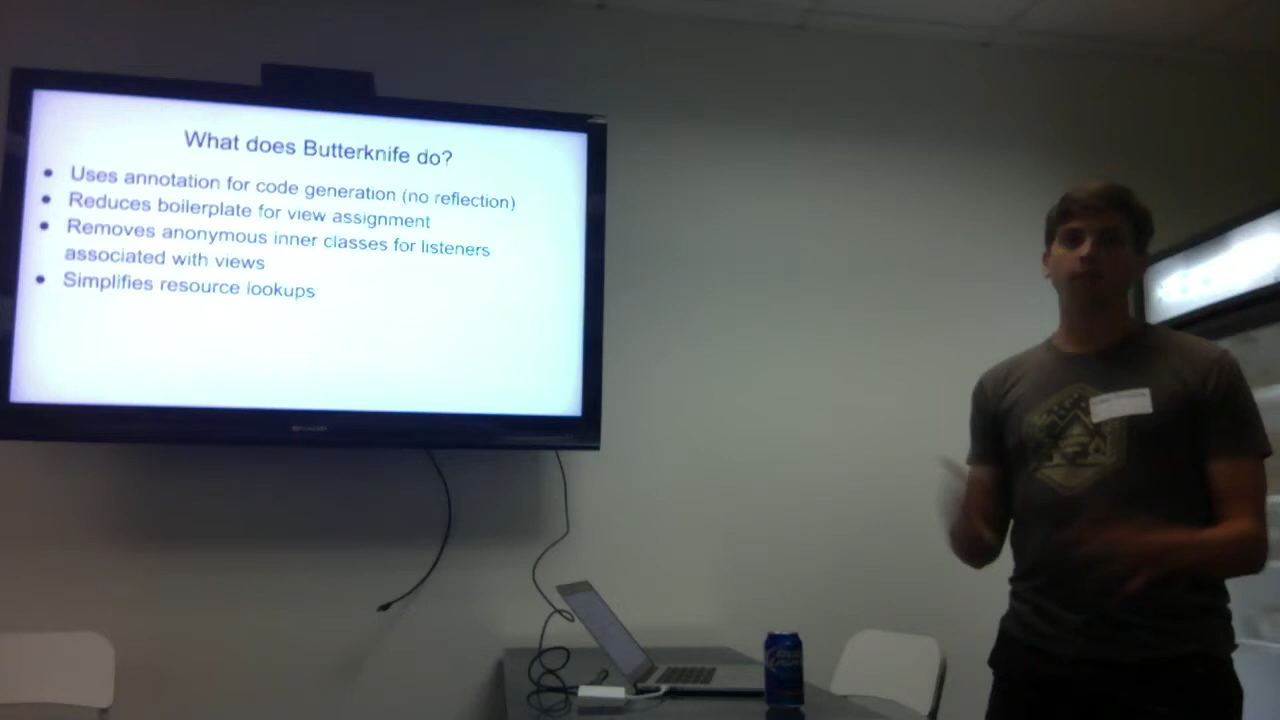 What does Butterknife do?
● Uses annotation for code generation (no reflection)
● Reduces boilerplate for view assignment
● Removes anonymous inner classes for listeners
associated with views
● Simplifies resource lookups
SHARP